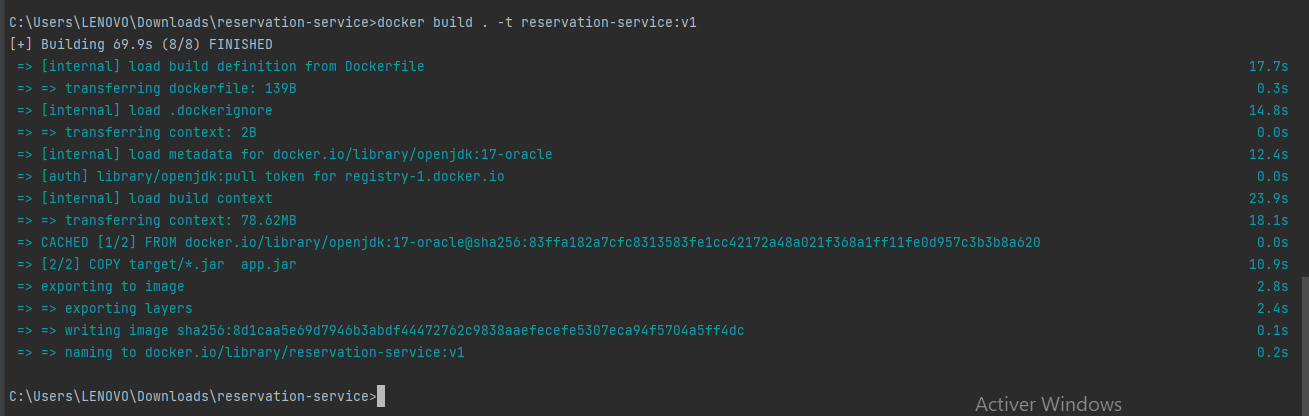 C:\Users\LENOVO\Downloads\reservation-service>docker build . -t reservation-service:v1
[+] Building 69.9s (8/8) FINISHED
=> [internal] load build definition from Dockerfile 17.7s
=> => transferring dockerfile: 139B 0.3s
=> [internal] load .dockerignore 14.8s
=> => transferring context: 2B 0.0s
=> [internal] load metadata for docker.io/library/openjdk:17-oracle 12.4s
=> [auth] library/openjdk:pull token for registry-1.docker.io 0.0s
=> [internal] load build context 23.9s
=> => transferring context: 78.62MB 18.1s
=> CACHED [1/2] FROM docker.io/library/openjdk:17-oracle@sha256:83ffa182a7cfc8313583fe1cc42172a48a021f368a1ff11fe0d957c3b3b8a620 0.0s
=> [2/2] COPY target/*.jar  app.jar 10.9s
=> exporting to image 2.8s
=> => exporting layers 2.4s
=> => writing image sha256:8d1caa5e69d7946b3abdf44472762c9838aaefecefe5307eca94f5704a5ff4dc 0.1s
=> => naming to docker.io/library/reservation-service:v1 0.2s
C:\Users\LENOVO\Downloads\reservation-service>
Activer Windows